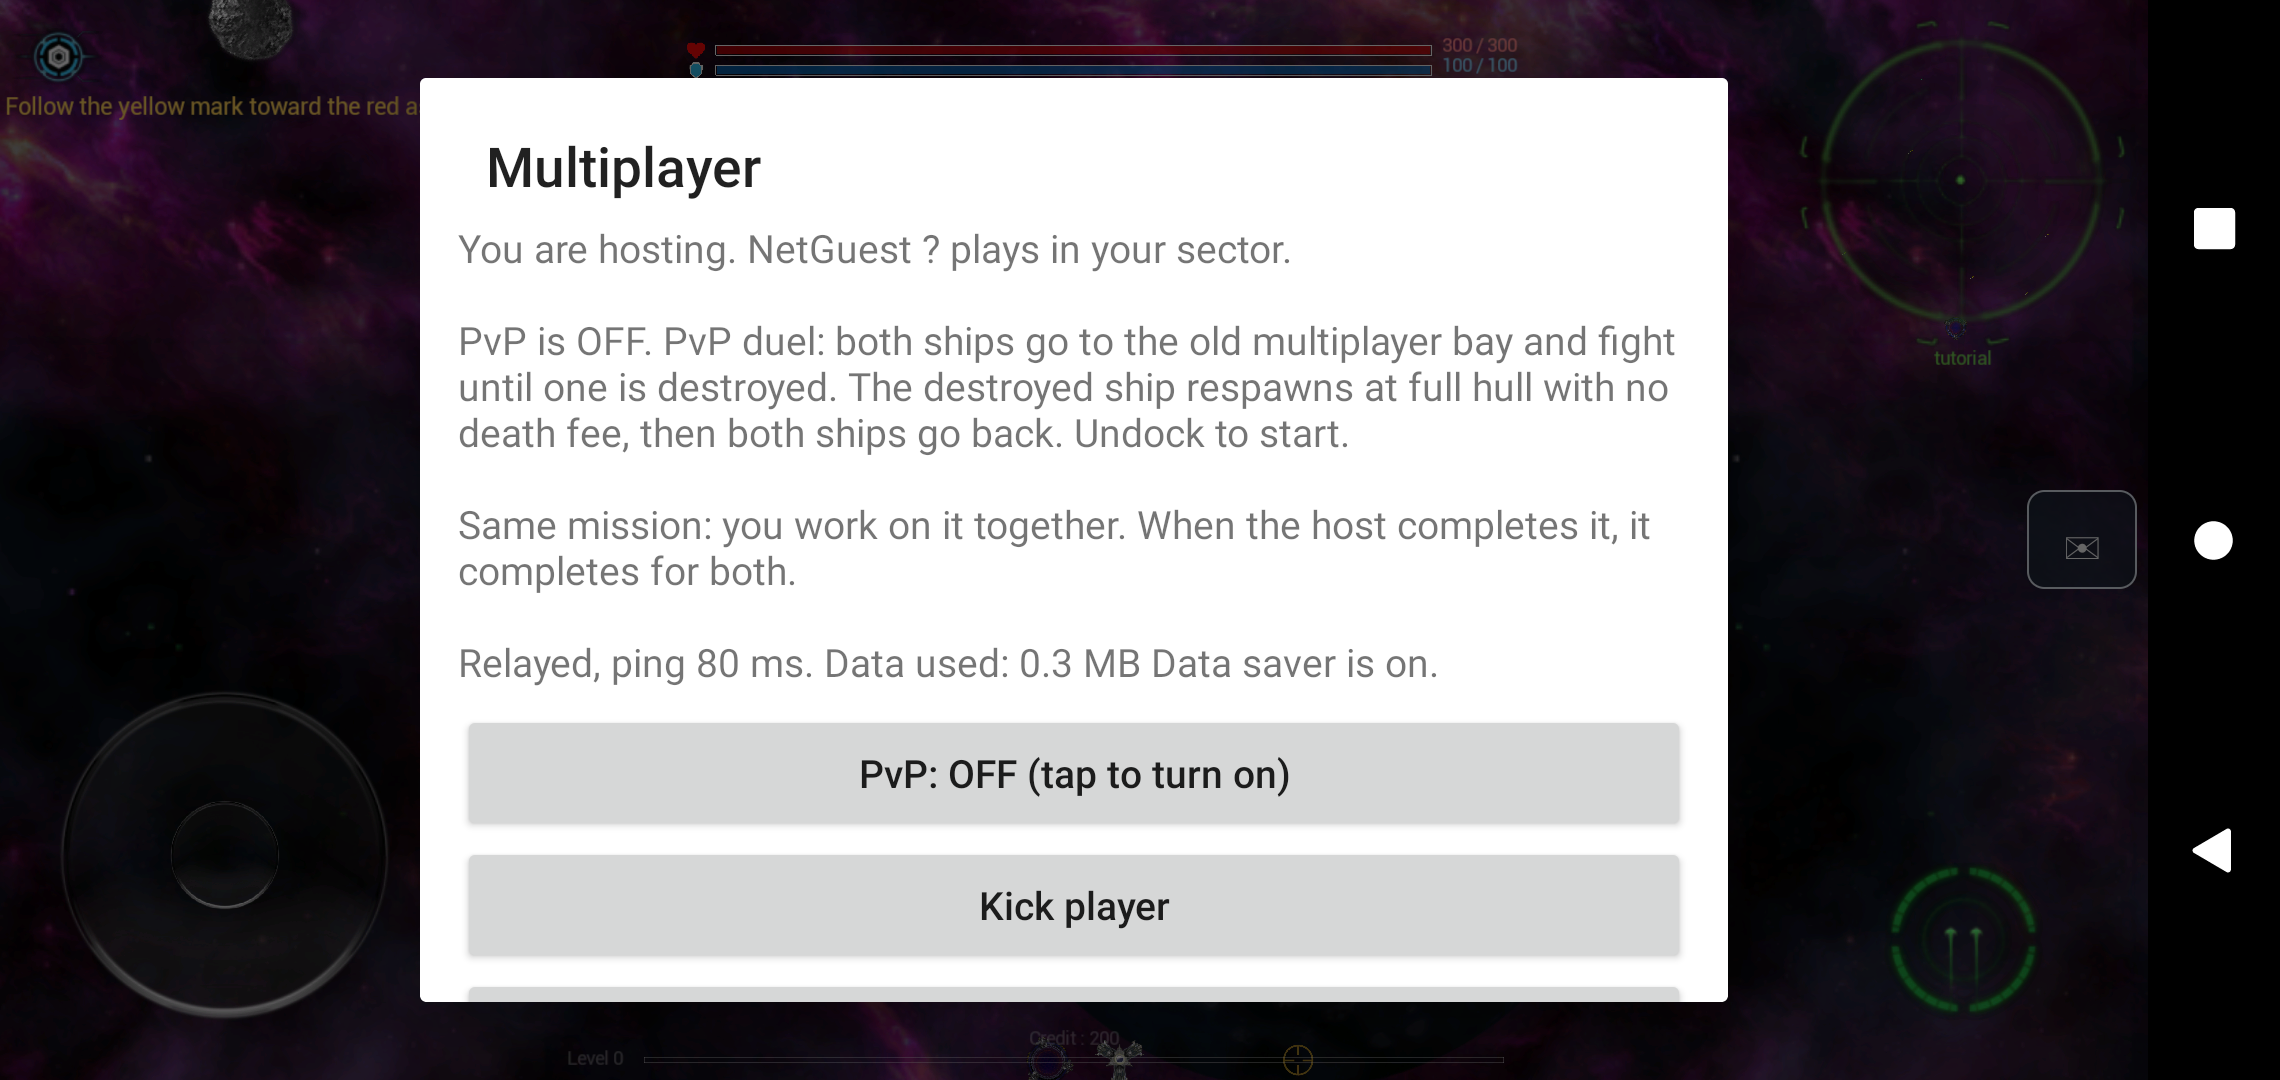 300 / 300
100 / 100
Follow the yellow mark toward the red a
Multiplayer
You are hosting. NetGuest ? plays in your sector.
PvP is OFF. PvP duel: both ships go to the old multiplayer bay and fight
until one is destroyed. The destroyed ship respawns at full hull with no
death fee, then both ships go back. Undock to start.
Same mission: you work on it together. When the host completes it, it
completes for both.
Relayed, ping 80 ms. Data used: 0.3 MB Data saver is on.
PvP: OFF (tap to turn on)
Kick player
tutorial
Credit : 200
Level 0